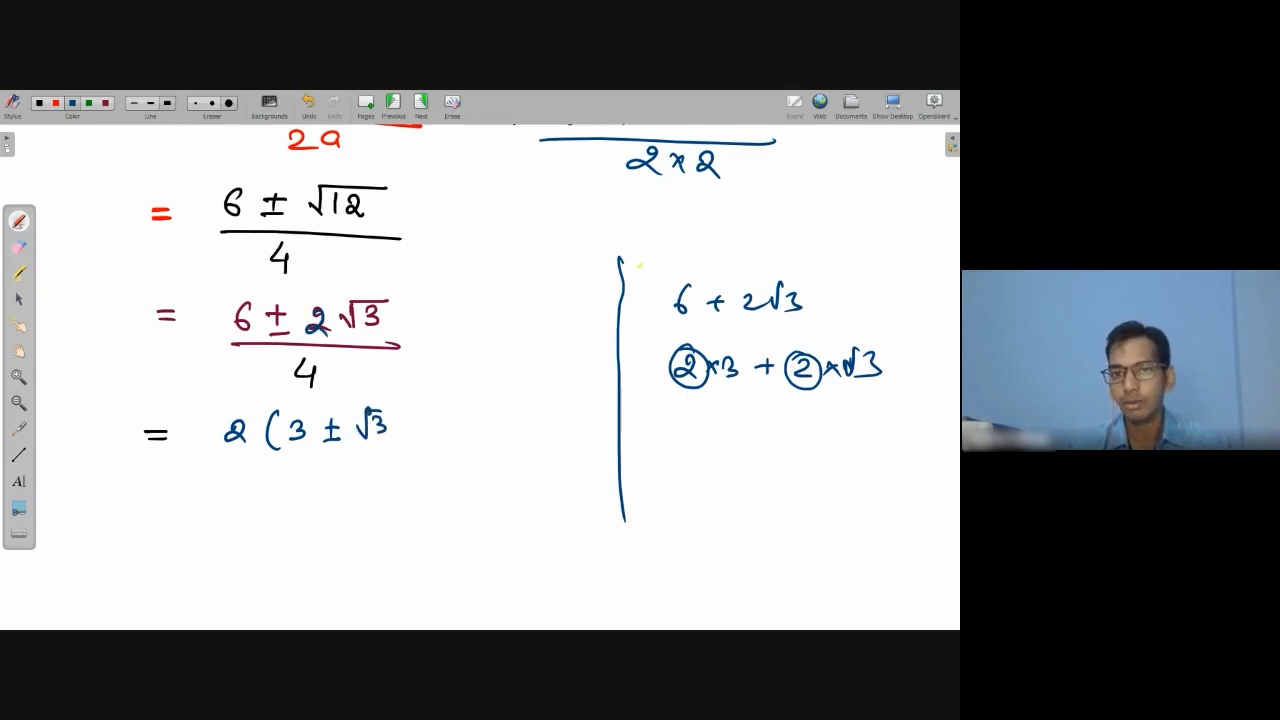 Stylus Color Line Eraser Backgrounds Undo Redo Pages Previous Next Erase Board Web Documents Show Desktop OpenBoard
2a
2 × 2
= 6 ± √12
4
= 6 ± 2√3
4
= 2 ( 3 ± √3
6 + 2√3
2×3 + 2×√3